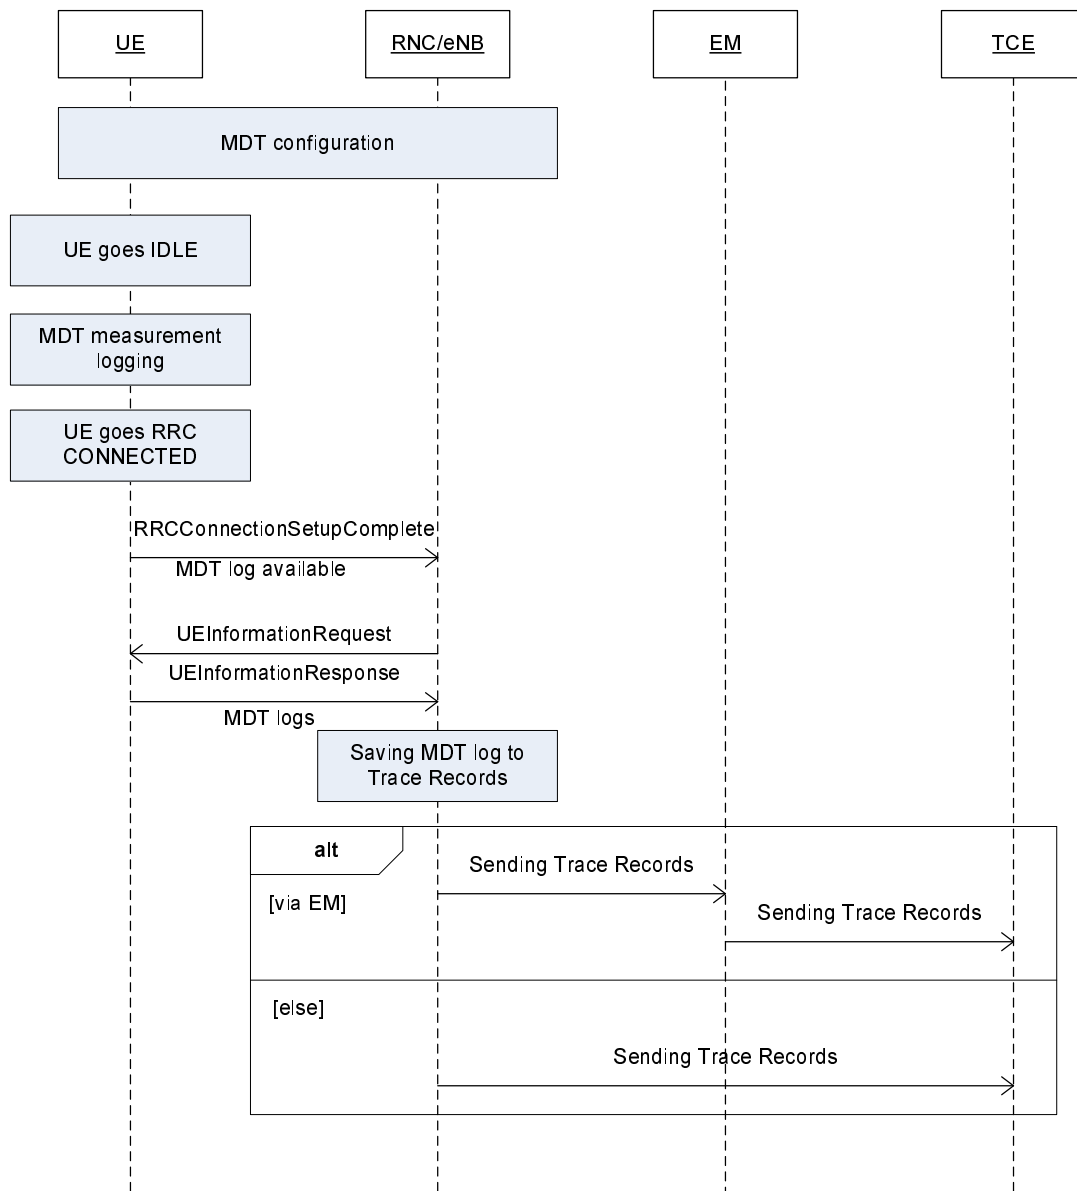 UE
RNC/eNB
EM
TCE
MDT configuration
UE goes IDLE
MDT measurement
logging
UE goes RRC
CONNECTED
RRCConnectionSetupComplete
MDT log available
UEInformationRequest
UEInformationResponse
MDT logs
Saving MDT log to
Trace Records
alt
Sending Trace Records
[via EM]
Sending Trace Records
[else]
Sending Trace Records